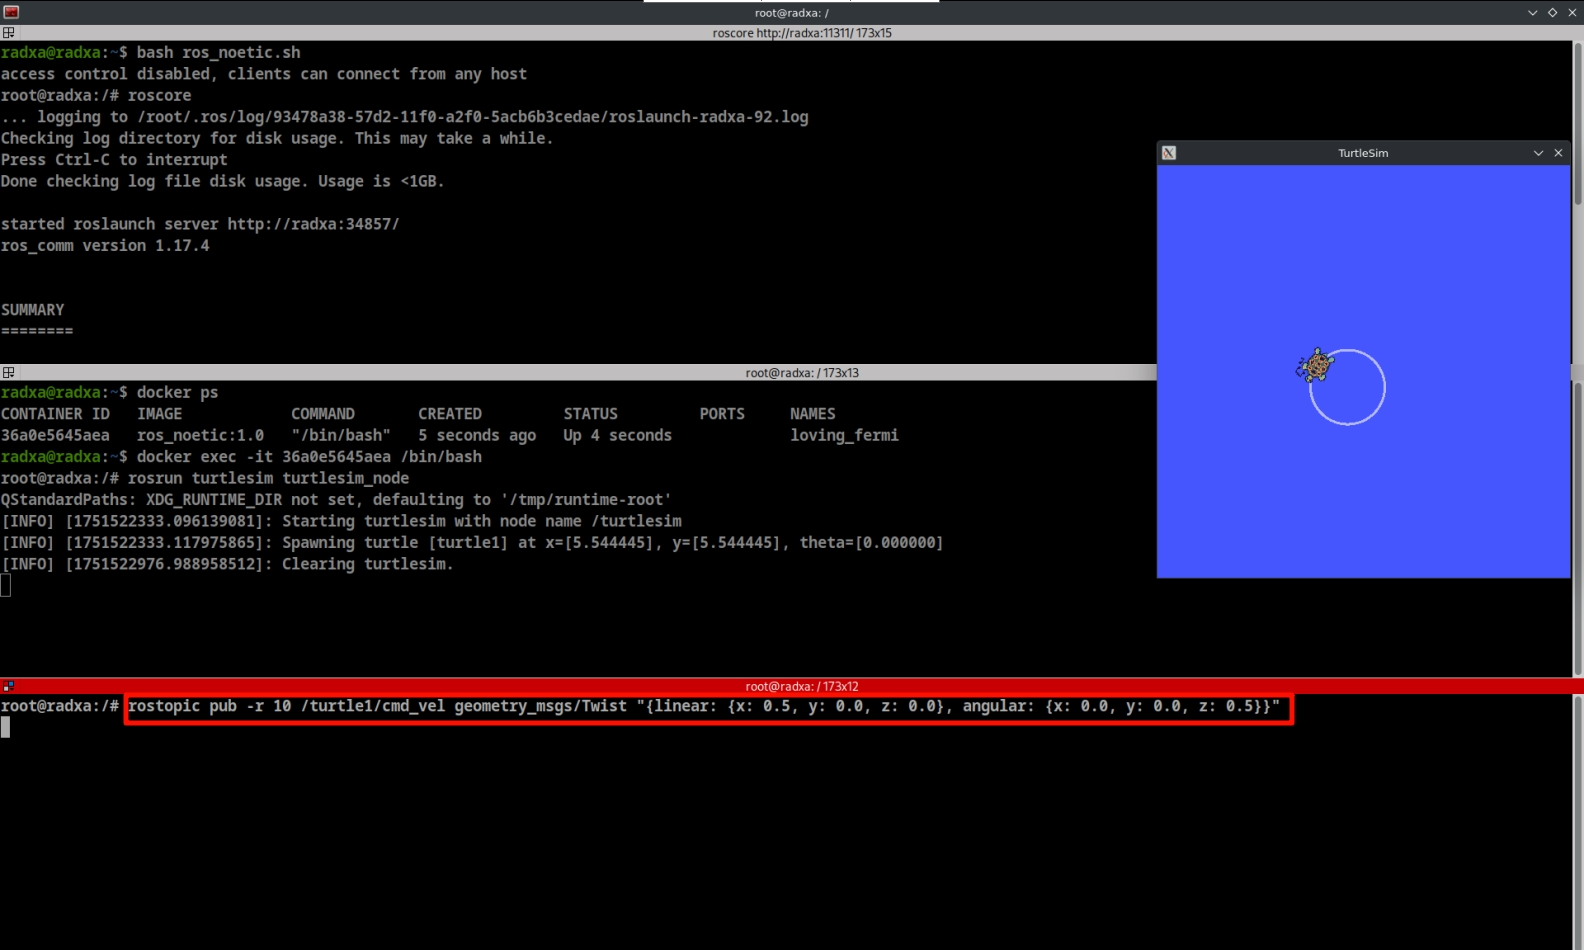 root@radxa: /
roscore http://radxa:11311/ 173x15
radxa@radxa:~$ bash ros_noetic.sh
access control disabled, clients can connect from any host
root@radxa:/# roscore
... logging to /root/.ros/log/93478a38-57d2-11f0-a2f0-5acb6b3cedae/roslaunch-radxa-92.log
Checking log directory for disk usage. This may take a while.
Press Ctrl-C to interrupt
Done checking log file disk usage. Usage is <1GB.
started roslaunch server http://radxa:34857/
ros_comm version 1.17.4
SUMMARY
========
TurtleSim
root@radxa: / 173x13
radxa@radxa:~$ docker ps
CONTAINER ID   IMAGE            COMMAND       CREATED         STATUS         PORTS     NAMES
36a0e5645aea   ros_noetic:1.0   "/bin/bash"   5 seconds ago   Up 4 seconds             loving_fermi
radxa@radxa:~$ docker exec -it 36a0e5645aea /bin/bash
root@radxa:/# rosrun turtlesim turtlesim_node
QStandardPaths: XDG_RUNTIME_DIR not set, defaulting to '/tmp/runtime-root'
[INFO] [1751522333.096139081]: Starting turtlesim with node name /turtlesim
[INFO] [1751522333.117975865]: Spawning turtle [turtle1] at x=[5.544445], y=[5.544445], theta=[0.000000]
[INFO] [1751522976.988958512]: Clearing turtlesim.
root@radxa: / 173x12
root@radxa:/# rostopic pub -r 10 /turtle1/cmd_vel geometry_msgs/Twist "{linear: {x: 0.5, y: 0.0, z: 0.0}, angular: {x: 0.0, y: 0.0, z: 0.5}}"